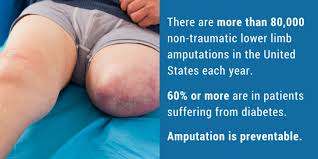 There are more than 80,000
non-traumatic lower limb
amputations in the United
States each year.
60% or more are in patients
suffering from diabetes.
Amputation is preventable.